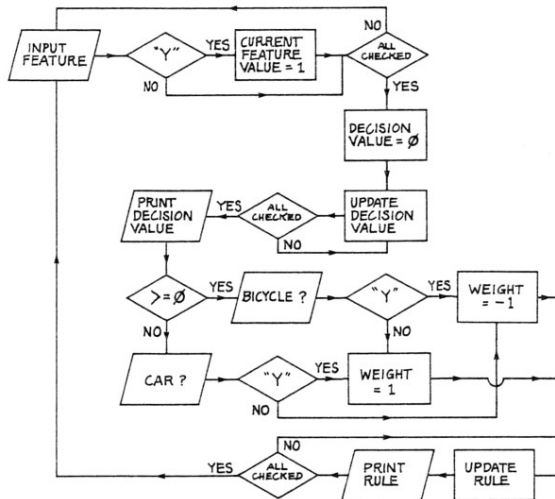 NO
INPUT
FEATURE
"Y"
YES
CURRENT
FEATURE
VALUE = 1
ALL
CHECKED
NO
YES
DECISION
VALUE = Ø
PRINT
DECISION
VALUE
YES
ALL
CHECKED
NO
UPDATE
DECISION
VALUE
> = Ø
YES
BICYCLE ?
"Y"
YES
WEIGHT
= -1
NO
NO
CAR ?
"Y"
YES
WEIGHT
= 1
NO
NO
YES
ALL
CHECKED
PRINT
RULE
UPDATE
RULE